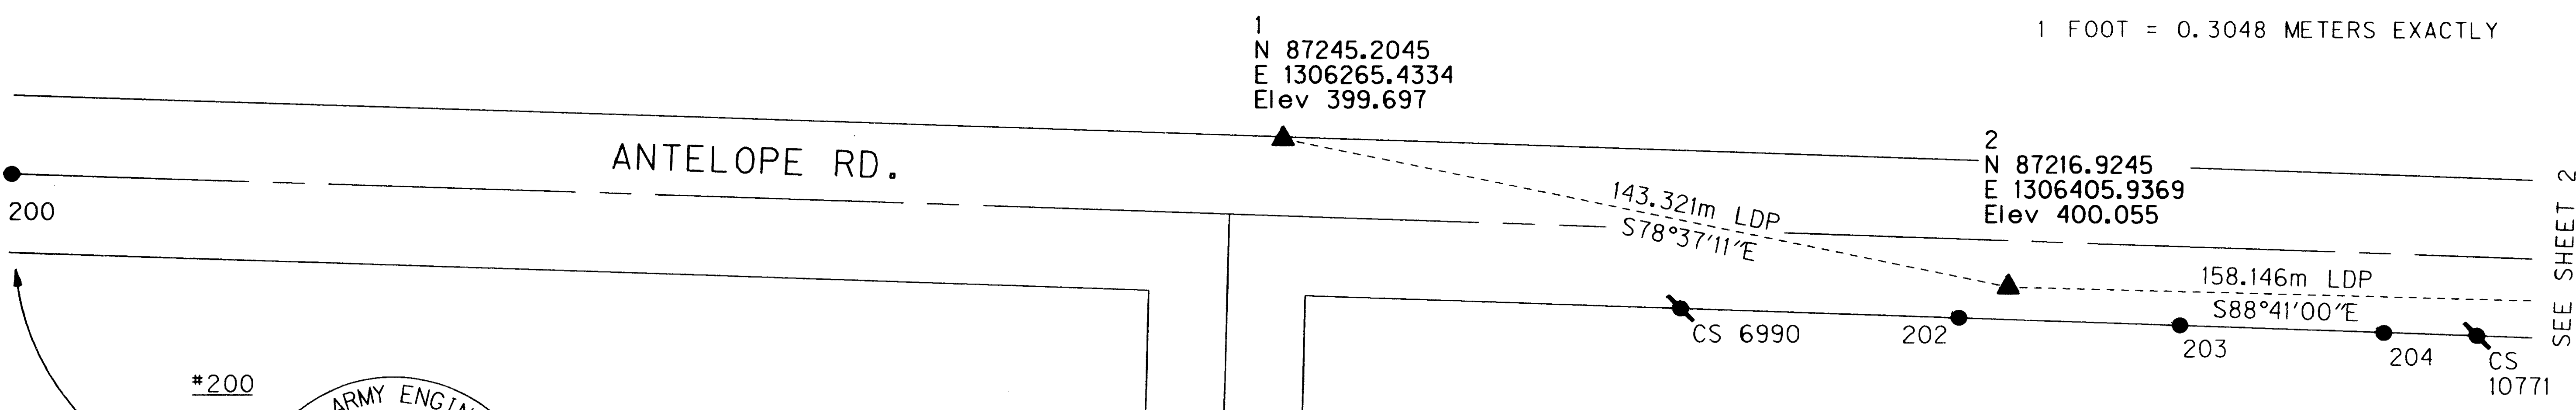 1 FOOT = 0.3048 METERS EXACTLY
1
N 87245.2045
E 1306265.4334
Elev 399.697
ANTELOPE RD.
2
N 87216.9245
E 1306405.9369
Elev 400.055
143.321m LDP
S78°37'11"E
200
158.146m LDP
S88°41'00"E
SEE SHEET 2
CS 6990
202
203
204
CS
10771
#200
ARMY ENGIN